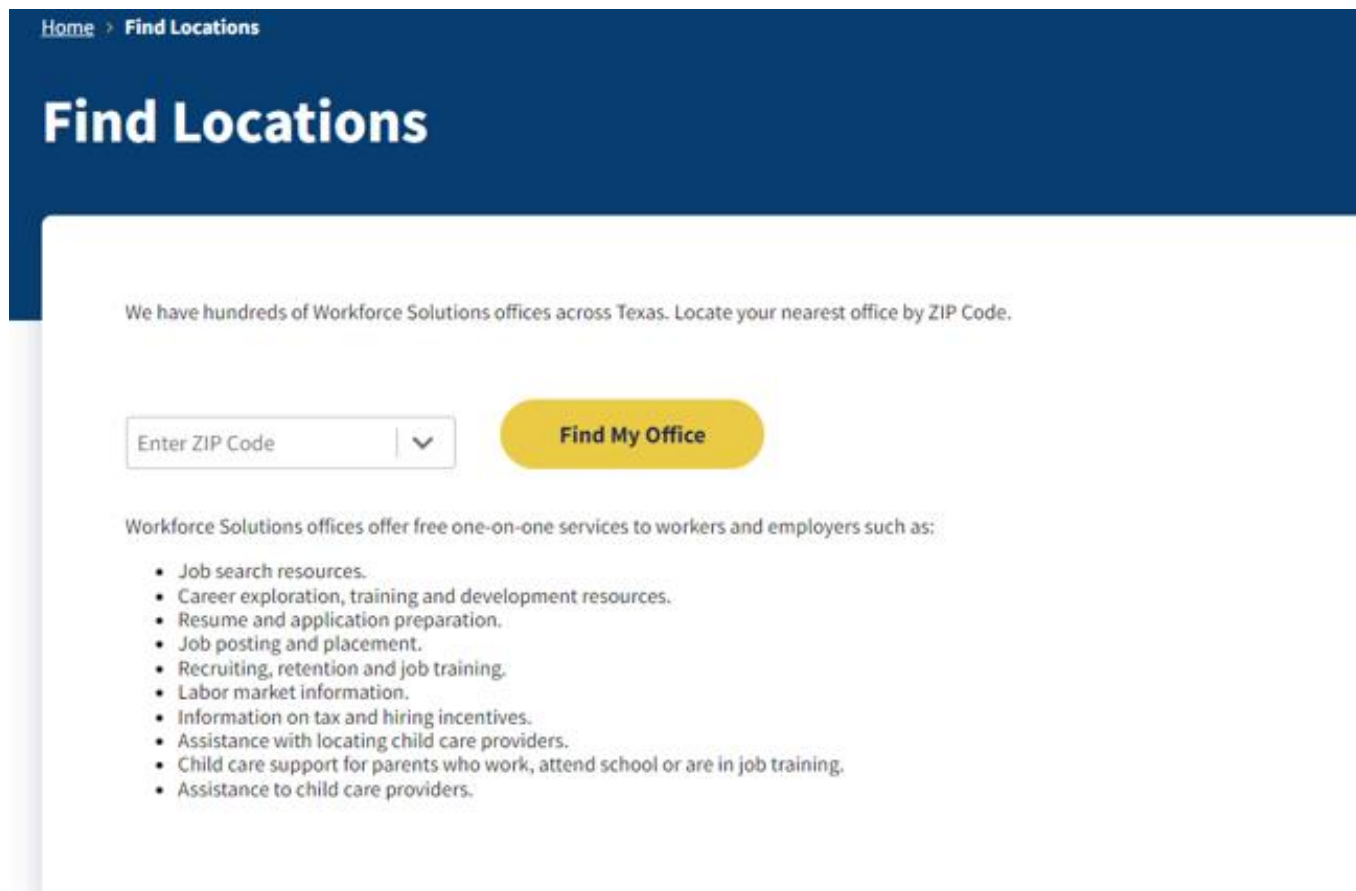 Home > Find Locations
Find Locations
We have hundreds of Workforce Solutions offices across Texas. Locate your nearest office by ZIP Code.
Enter ZIP Code
Find My Office
Workforce Solutions offices offer free one-on-one services to workers and employers such as:
• Job search resources.
• Career exploration, training and development resources.
• Resume and application preparation.
• Job posting and placement.
• Recruiting, retention and job training.
• Labor market information.
• Information on tax and hiring incentives.
• Assistance with locating child care providers.
• Child care support for parents who work, attend school or are in job training.
• Assistance to child care providers.